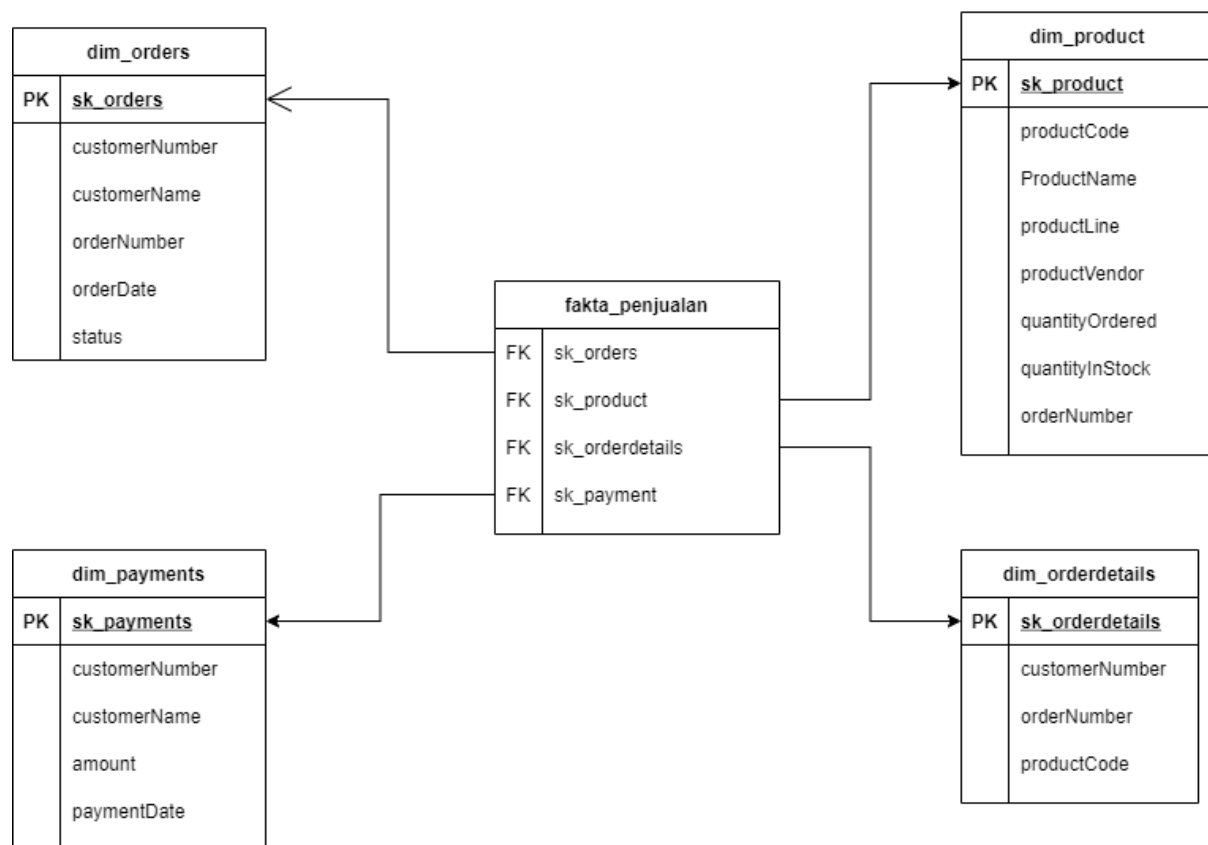 dim_orders
PK sk_orders
customerNumber
customerName
orderNumber
orderDate
status
dim_product
PK sk_product
productCode
ProductName
productLine
productVendor
quantityOrdered
quantityInStock
orderNumber
fakta_penjualan
FK sk_orders
FK sk_product
FK sk_orderdetails
FK sk_payment
dim_payments
PK sk_payments
customerNumber
customerName
amount
paymentDate
dim_orderdetails
PK sk_orderdetails
customerNumber
orderNumber
productCode